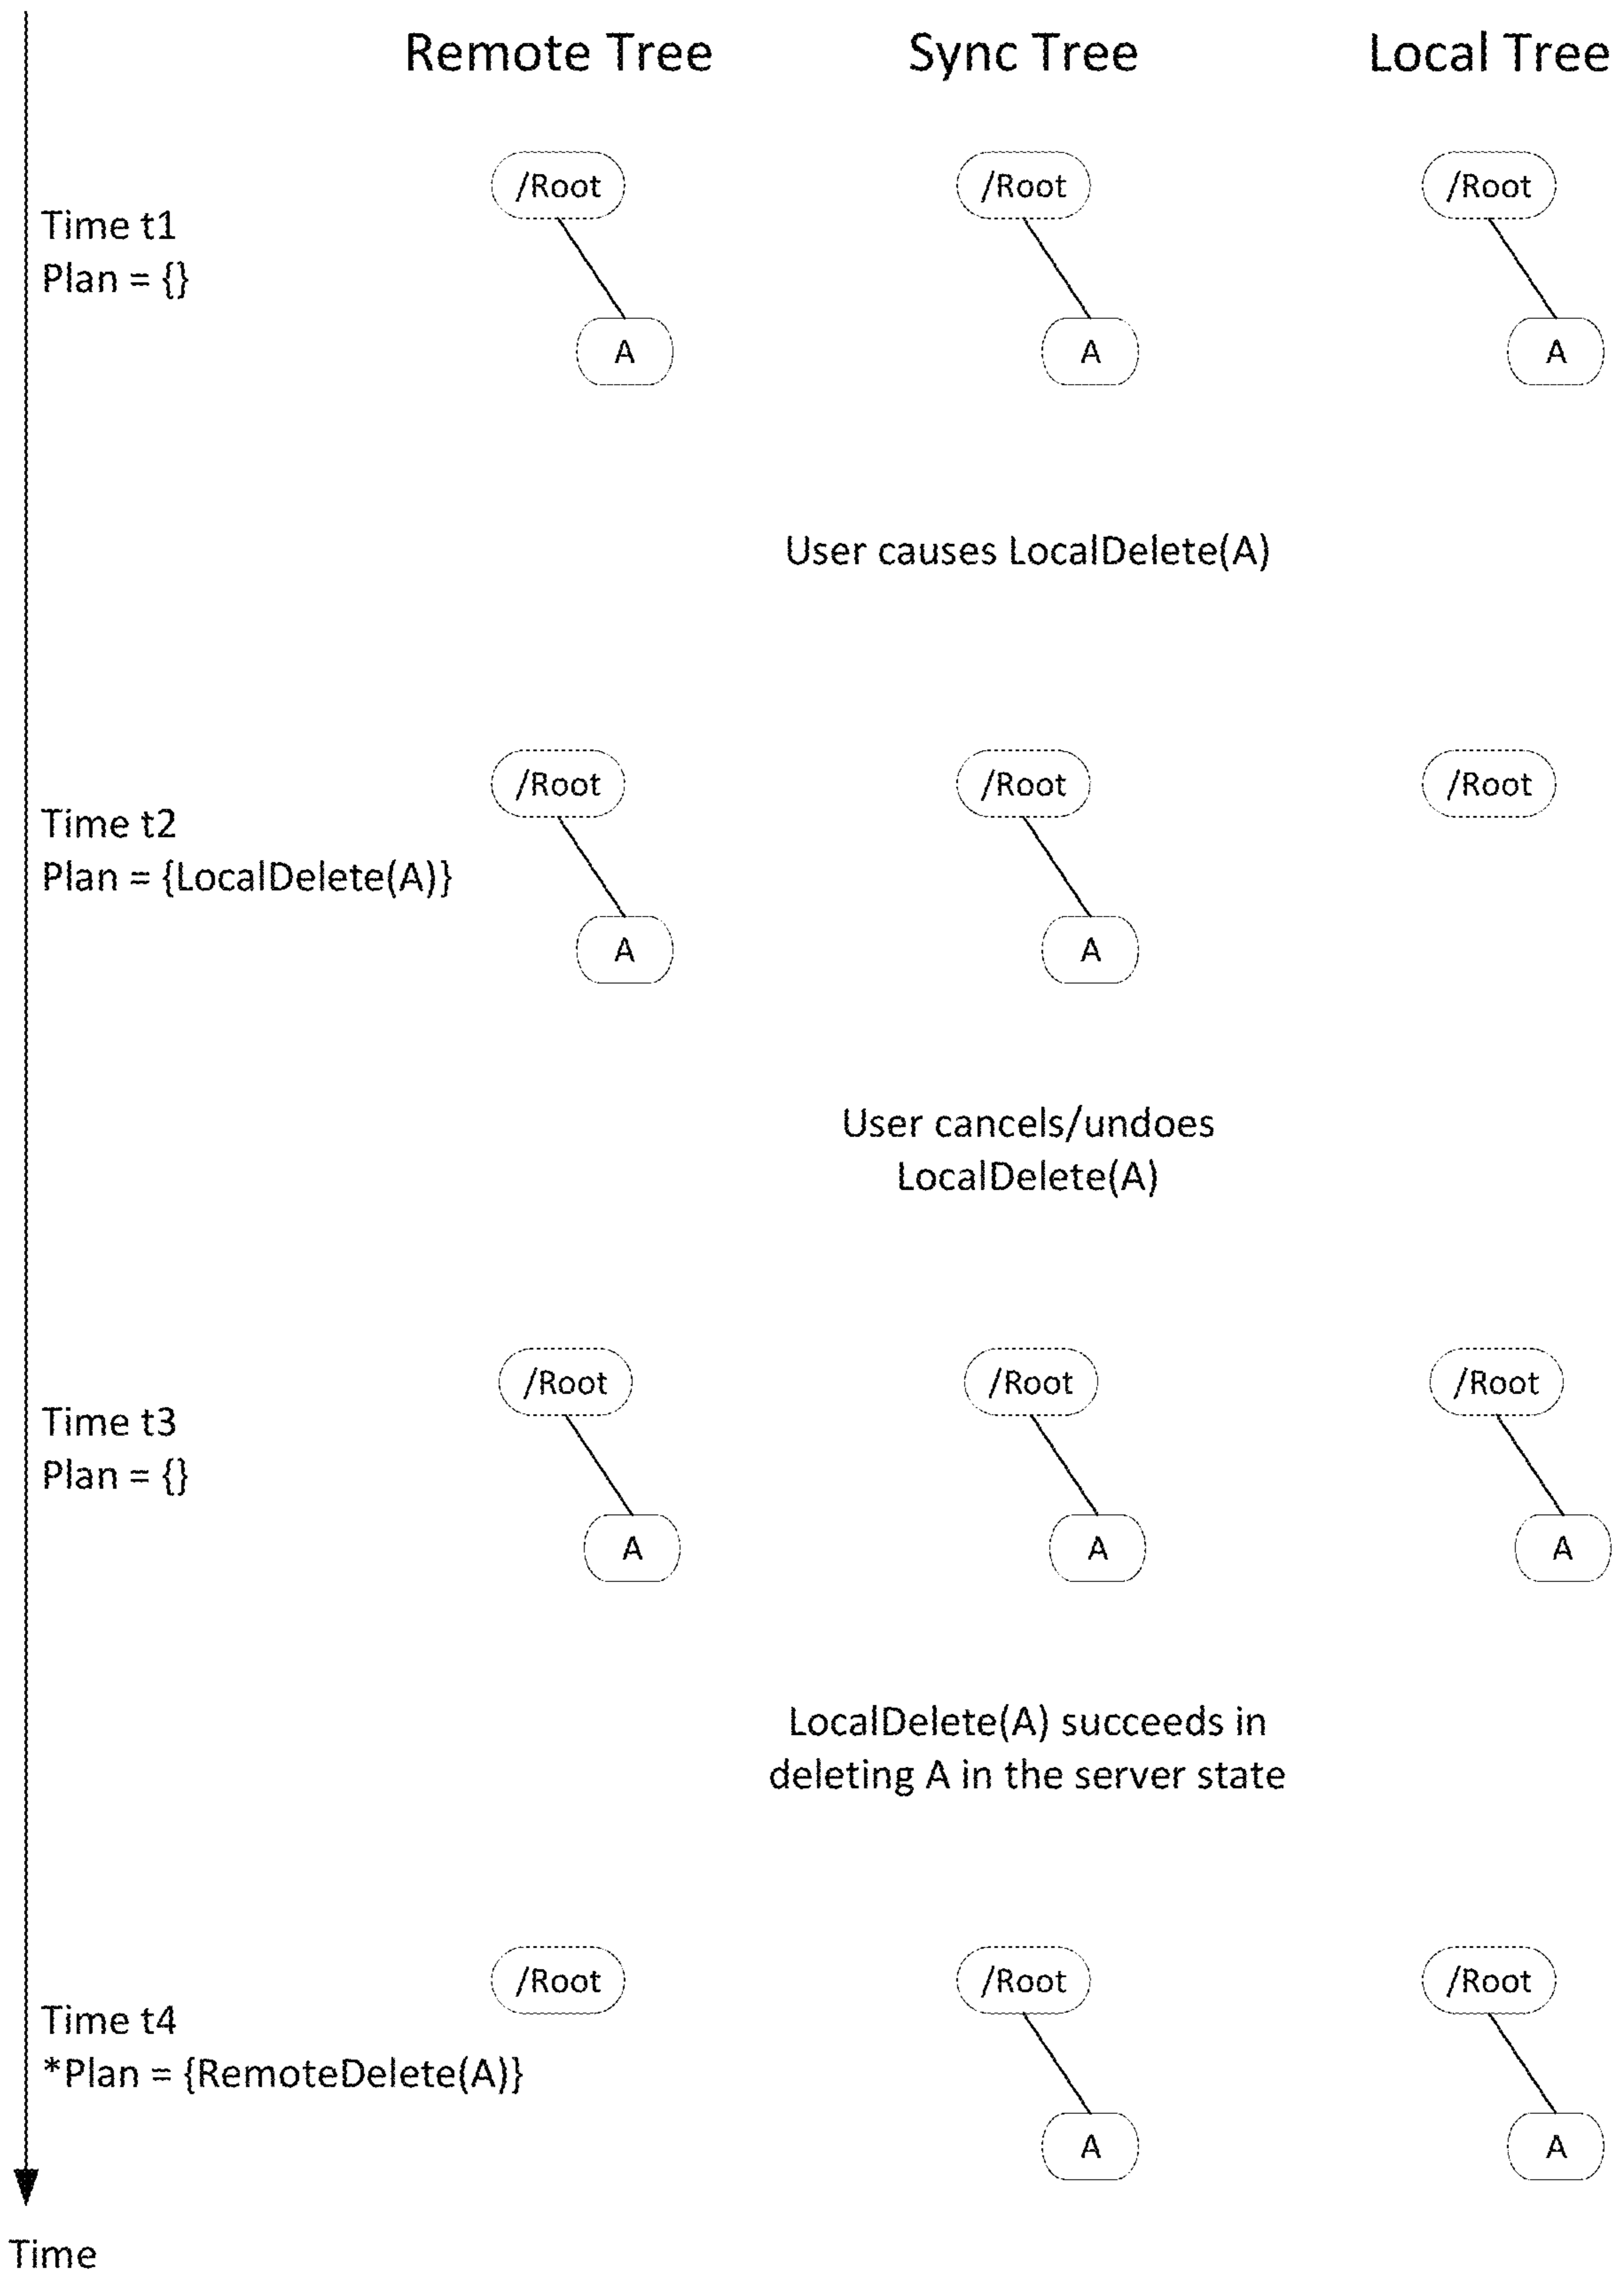 Remote Tree
Sync Tree
Local Tree
Time t1
Plan = {}
/Root
A
/Root
A
/Root
A
User causes LocalDelete(A)
Time t2
Plan = {LocalDelete(A)}
/Root
A
/Root
A
/Root
User cancels/undoes
LocalDelete(A)
Time t3
Plan = {}
/Root
A
/Root
A
/Root
A
LocalDelete(A) succeeds in
deleting A in the server state
Time t4
*Plan = {RemoteDelete(A)}
/Root
/Root
A
/Root
A
Time